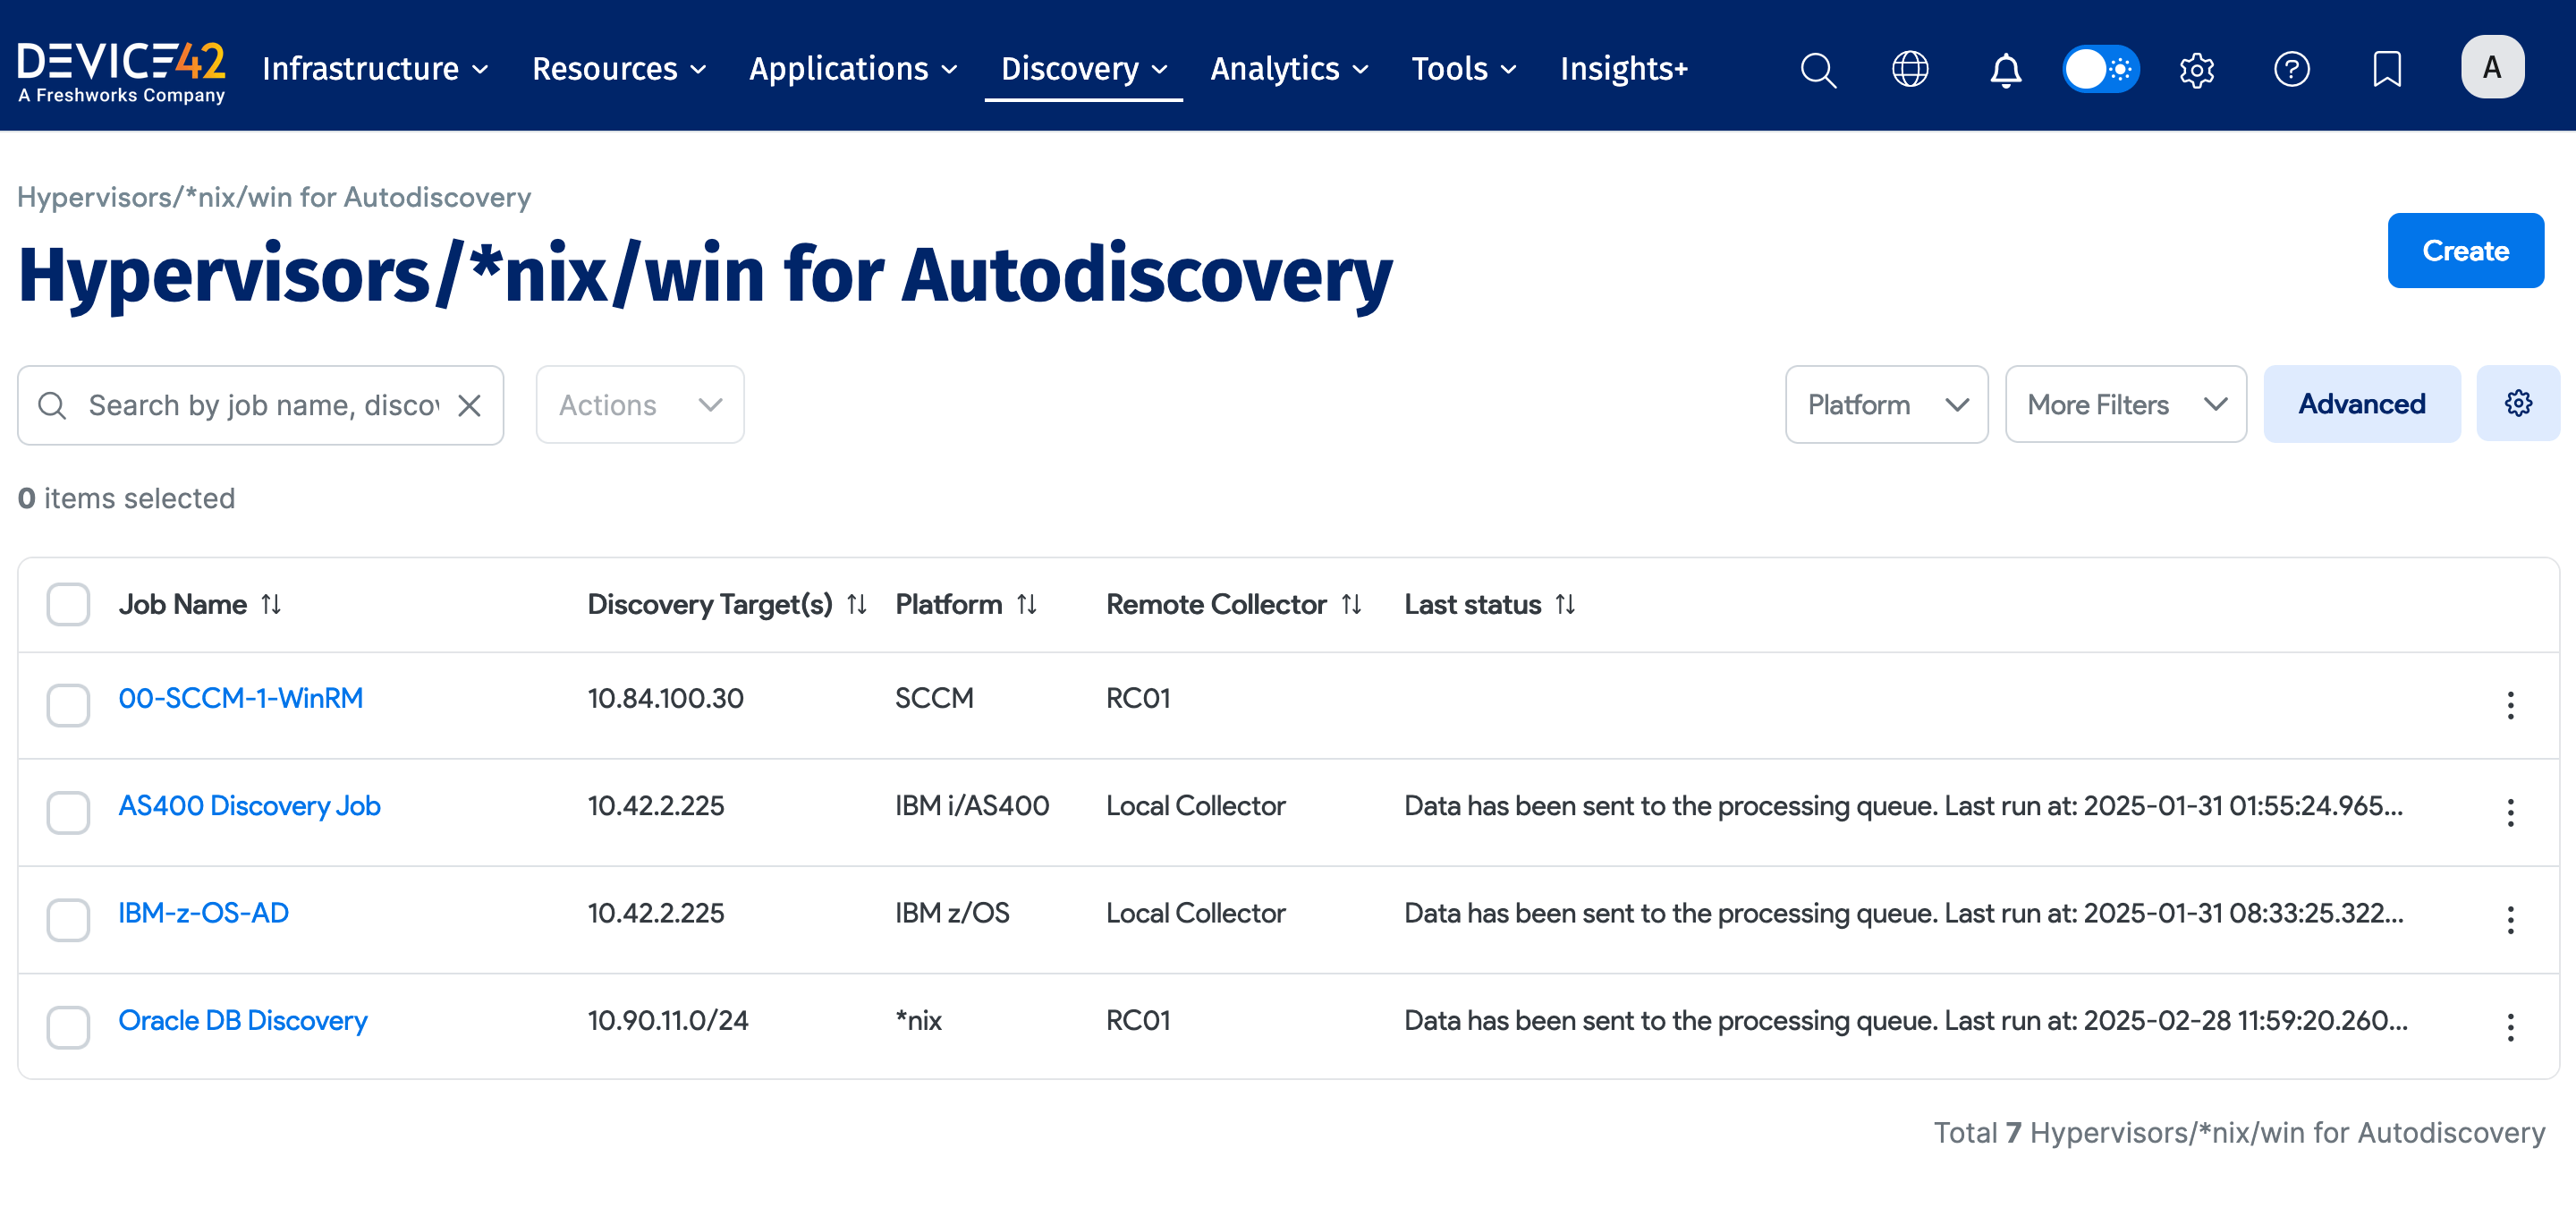 DEVICE42
A Freshworks Company
Infrastructure Resources Applications Discovery Analytics Tools Insights+
A
Hypervisors/*nix/win for Autodiscovery
Hypervisors/*nix/win for Autodiscovery
Create
Search by job name, discov
Actions
Platform
More Filters
Advanced
0 items selected
Job Name Discovery Target(s) Platform Remote Collector Last status
00-SCCM-1-WinRM 10.84.100.30 SCCM RC01
AS400 Discovery Job 10.42.2.225 IBM i/AS400 Local Collector Data has been sent to the processing queue. Last run at: 2025-01-31 01:55:24.965...
IBM-z-OS-AD 10.42.2.225 IBM z/OS Local Collector Data has been sent to the processing queue. Last run at: 2025-01-31 08:33:25.322...
Oracle DB Discovery 10.90.11.0/24 *nix RC01 Data has been sent to the processing queue. Last run at: 2025-02-28 11:59:20.260...
Total 7 Hypervisors/*nix/win for Autodiscovery